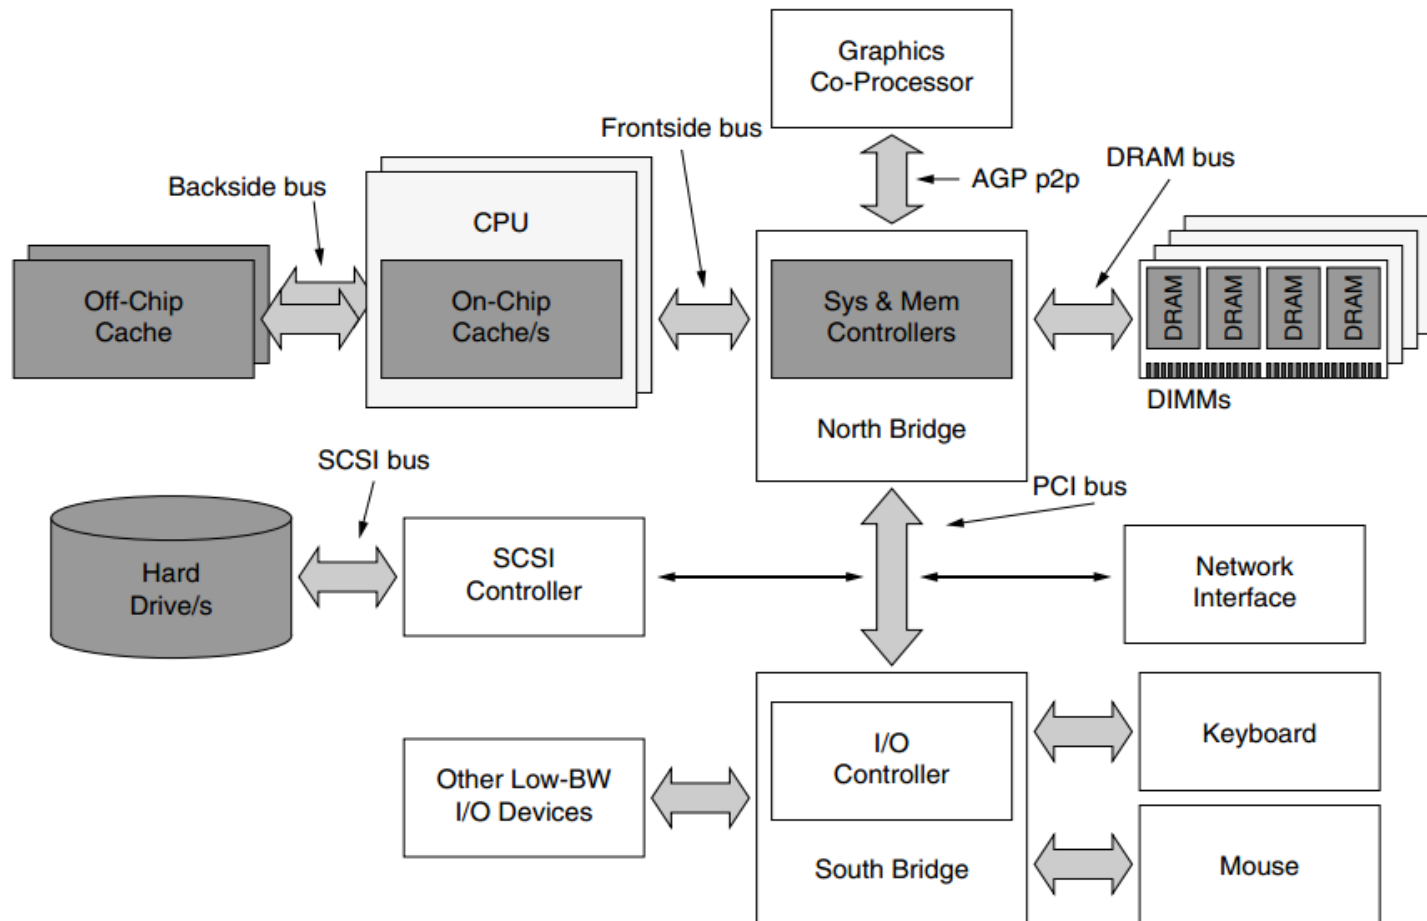 Graphics
Co-Processor
Frontside bus
DRAM bus
AGP p2p
Backside bus
CPU
Off-Chip
Cache
On-Chip
Cache/s
Sys & Mem
Controllers
DRAM
DRAM
DRAM
DRAM
DIMMs
North Bridge
SCSI bus
PCI bus
Hard
Drive/s
SCSI
Controller
Network
Interface
I/O
Controller
Keyboard
Other Low-BW
I/O Devices
South Bridge
Mouse